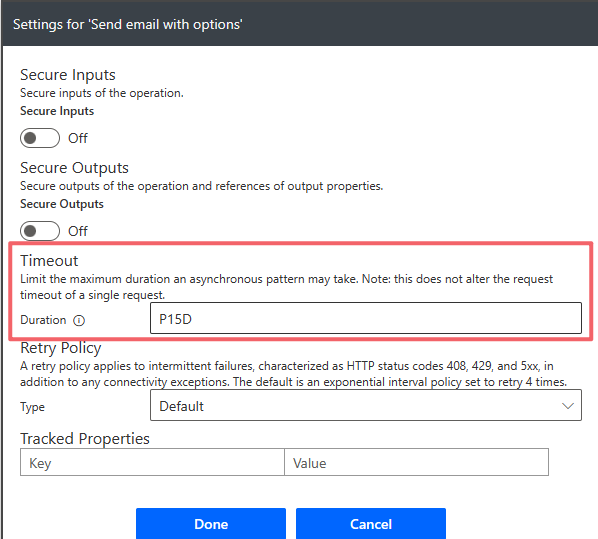 Settings for 'Send email with options'
Secure Inputs
Secure inputs of the operation.
Secure Inputs
Off
Secure Outputs
Secure outputs of the operation and references of output properties.
Secure Outputs
Off
Timeout
Limit the maximum duration an asynchronous pattern may take. Note: this does not alter the request
timeout of a single request.
Duration
P15D
Retry Policy
A retry policy applies to intermittent failures, characterized as HTTP status codes 408, 429, and 5xx, in
addition to any connectivity exceptions. The default is an exponential interval policy set to retry 4 times.
Type
Default
Tracked Properties
Key Value
Done Cancel